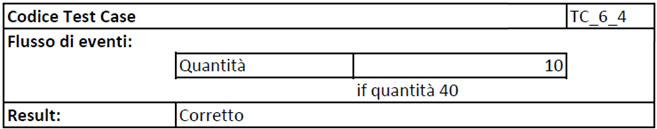 Codice Test Case TC_6_4
Flusso di eventi:
Quantità 10
if quantità 40
Result: Corretto